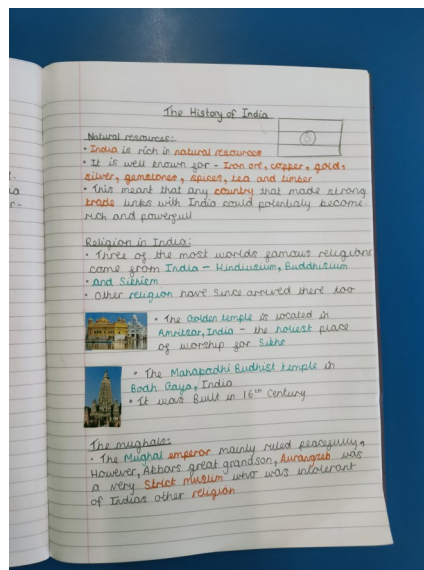 The History of India
Natural resources:-
• India is rich in natural resources
• It is well known for - Iron ore, copper, gold,
silver, gemstones, spices, tea and timber
• This meant that any country that made strong
trade links with India could potentialy become
rich and powerfull
Religion in India:
• Three of the most worlds famous religions
came from India - Hinduisium, Buddhisium
• and Sikhism
• Other religion have since arrived there too
• The Golden temple is located in
Amritsar, India - the holiest place
of worship for Sikhs
• The Mahapadhi Budhist temple in
Bodh Gaya, India
• It was Built in 16th Century
The mughals:
• The Mughal emperor mainly ruled peacefully,
However, Akbars great grandson, Aurangzeb was
a very Strict muslim who was intolerant
of Indias other religion